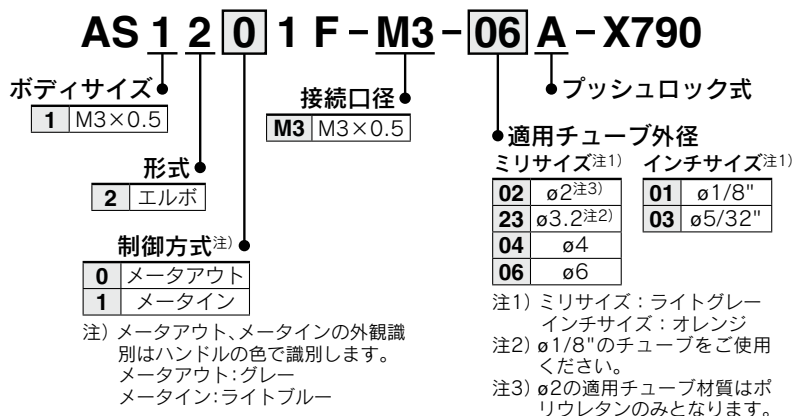 AS 1 2 0 1 F-M3-06 A-X790
ボディサイズ
1 M3×0.5
形式
2 エルボ
制御方式注)
0 メータアウト
1 メータイン
注) メータアウト、メータインの外観識
別はハンドルの色で識別します。
メータアウト:グレー
メータイン:ライトブルー
接続口径
M3 M3×0.5
プッシュロック式
適用チューブ外径
ミリサイズ注1)
02 ø2注3)
23 ø3.2注2)
04 ø4
06 ø6
インチサイズ注1)
01 ø1/8"
03 ø5/32"
注1) ミリサイズ:ライトグレー
インチサイズ:オレンジ
注2) ø1/8"のチューブをご使用
ください。
注3) ø2の適用チューブ材質はポ
リウレタンのみとなります。